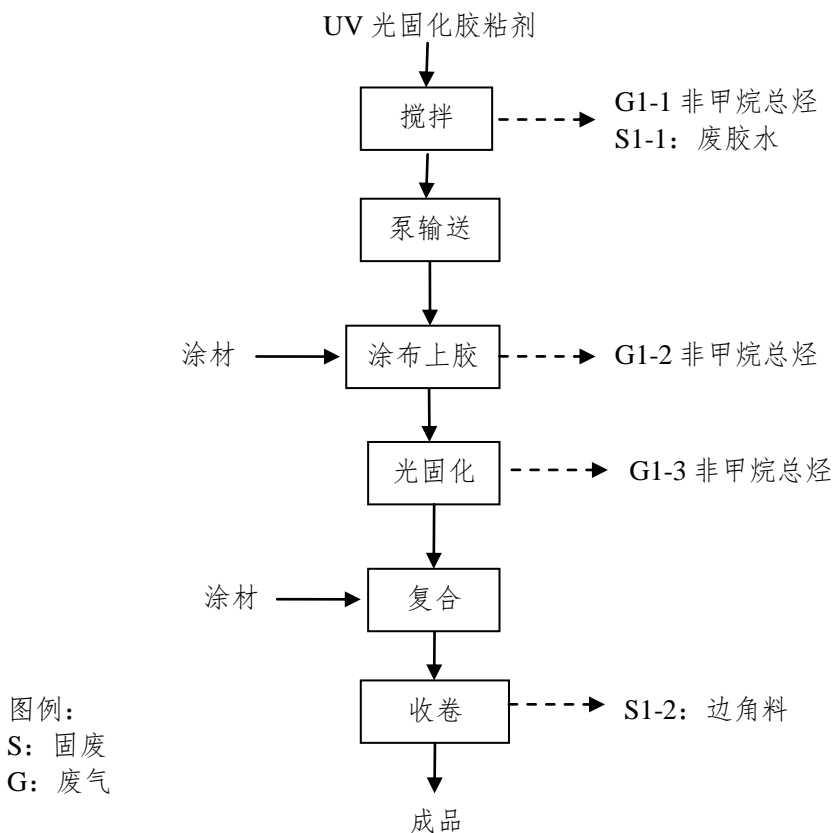 UV 光固化胶粘剂
搅拌
G1-1 非甲烷总烃
S1-1：废胶水
泵输送
涂材
涂布上胶
G1-2 非甲烷总烃
光固化
G1-3 非甲烷总烃
涂材
复合
收卷
S1-2：边角料
图例：
S：固废
G：废气
成品